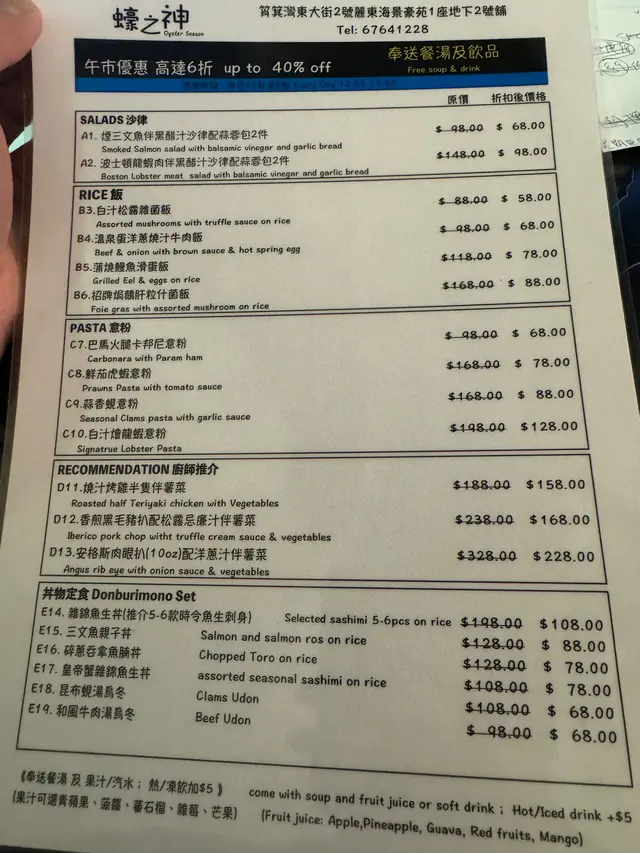 蠔之神
Oyster Season
筲箕灣東大街2號麗東海景豪苑1座地下2號舖
Tel: 67641228
午市優惠 高達6折 up to 40% off
奉送餐湯及飲品
Free soup & drink
原價 折扣後價格
SALADS 沙律
A1. 煙三文魚伴黑醋汁沙律配蒜蓉包2件 $ 98.00 $ 68.00
Smoked Salmon salad with balsamic vinegar and garlic bread
A2. 波士頓龍蝦肉伴黑醋汁沙律配蒜蓉包2件 $148.00 $ 98.00
Boston Lobster meat salad with balsamic vinegar and garlic bread
RICE 飯
B3.白汁松露雜菌飯 $ 88.00 $ 58.00
Assorted mushrooms with truffle sauce on rice
B4.溫泉蛋洋蔥燒汁牛肉飯 $ 98.00 $ 68.00
Beef & onion with brown sauce & hot spring egg
B5.蒲燒鰻魚滑蛋飯 $118.00 $ 78.00
Grilled Eel & eggs on rice
B6.招牌焗鵝肝粒什菌飯 $168.00 $ 88.00
Foie gras with assorted mushroom on rice
PASTA 意粉
C7.巴馬火腿卡邦尼意粉 $ 98.00 $ 68.00
Carbonara with Param ham
C8.鮮茄虎蝦意粉 $168.00 $ 78.00
Prawns Pasta with tomato sauce
C9.蒜香蜆意粉 $168.00 $ 88.00
Seasonal Clams pasta with garlic sauce
C10.白汁燴龍蝦意粉 $198.00 $128.00
Signatrue Lobster Pasta
RECOMMENDATION 廚師推介
D11.燒汁烤雞半隻伴薯菜 $188.00 $158.00
Roasted half Teriyaki chicken with Vegetables
D12.香煎黑毛豬扒配松露忌廉汁伴薯菜 $238.00 $168.00
Iberico pork chop witht truffle cream sauce & vegetables
D13.安格斯肉眼扒(10oz)配洋蔥汁伴薯菜 $328.00 $228.00
Angus rib eye with onion sauce & vegetables
丼物定食 Donburimono Set
E14. 雜錦魚生丼(推介5-6款時令魚生刺身) Selected sashimi 5-6pcs on rice $198.00 $108.00
E15. 三文魚親子丼 Salmon and salmon ros on rice $128.00 $ 88.00
E16. 碎蔥吞拿魚腩丼 Chopped Toro on rice $128.00 $ 78.00
E17. 皇帝蟹雜錦魚生丼 assorted seasonal sashimi on rice $108.00 $ 78.00
E18. 昆布蜆湯烏冬 Clams Udon $108.00 $ 68.00
E19. 和風牛肉湯烏冬 Beef Udon $ 98.00 $ 68.00
《奉送餐湯 及 果汁/汽水；熱/凍飲加$5 》 come with soup and fruit juice or soft drink ; Hot/Iced drink +$5
(果汁可選青蘋果、菠蘿、蕃石榴、雜莓、芒果) (Fruit juice: Apple,Pineapple, Guava, Red fruits, Mango)